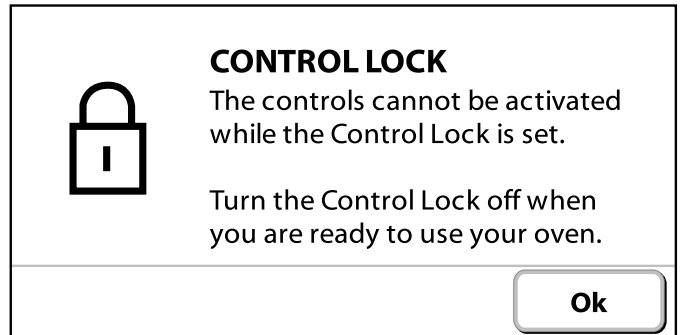 CONTROL LOCK
The controls cannot be activated
while the Control Lock is set.
Turn the Control Lock off when
you are ready to use your oven.
Ok